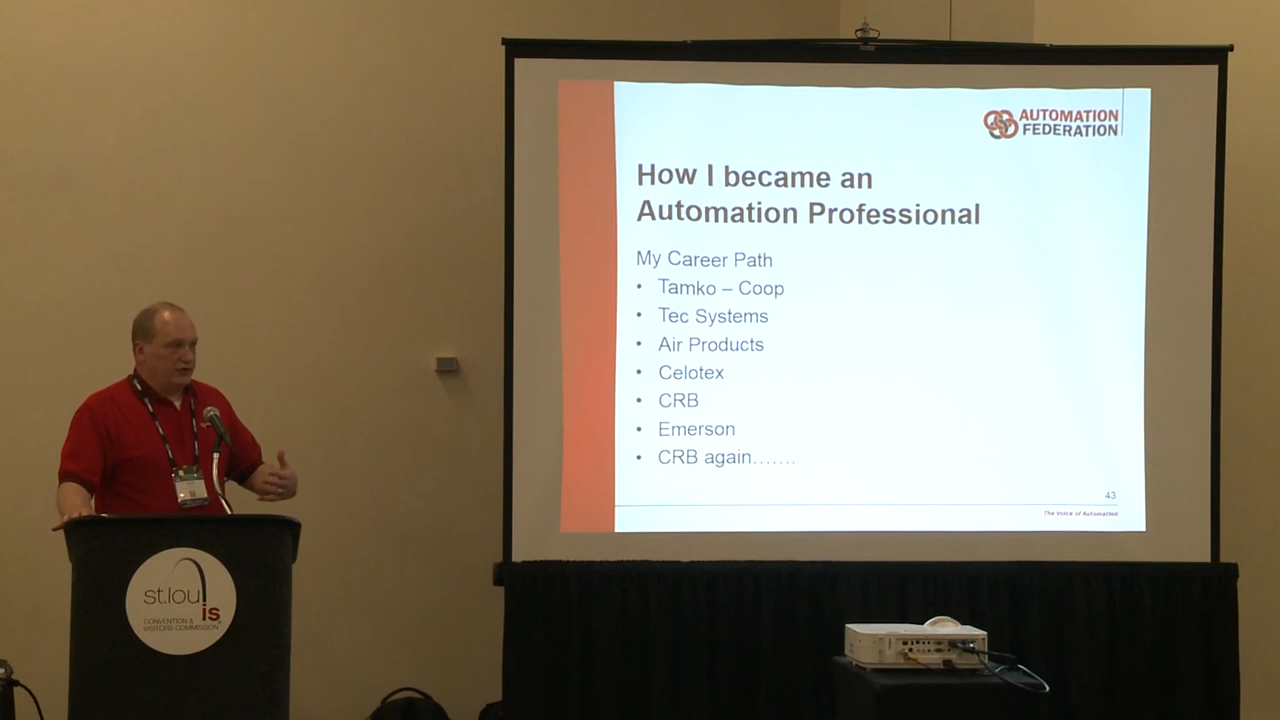 AUTOMATION
FEDERATION
How I became an
Automation Professional
My Career Path
• Tamko – Coop
• Tec Systems
• Air Products
• Celotex
• CRB
• Emerson
• CRB again.......
43
The Voice of Automation
st.lou
is
CONVENTION &
VISITORS COMMISSION